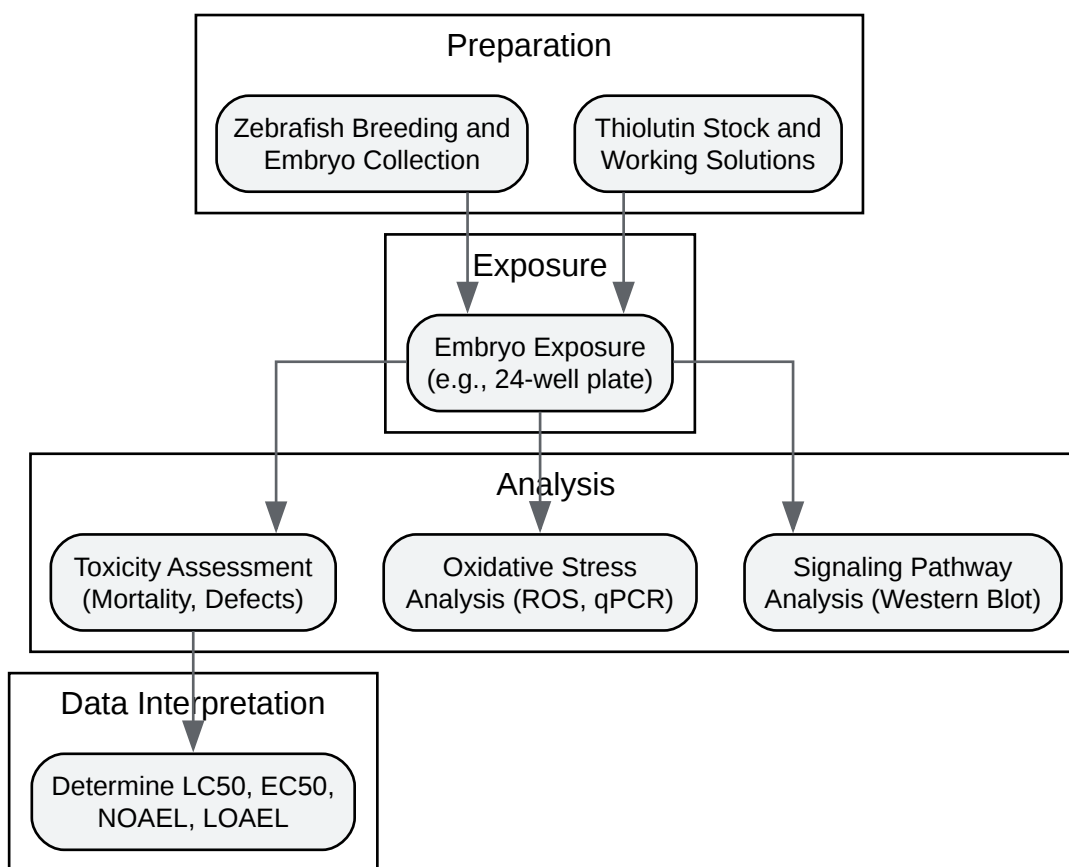 Preparation
Zebrafish Breeding and
Embryo Collection
Thiolutin Stock and
Working Solutions
Exposure
Embryo Exposure
(e.g., 24-well plate)
Analysis
Toxicity Assessment
(Mortality, Defects)
Oxidative Stress
Analysis (ROS, qPCR)
Signaling Pathway
Analysis (Western Blot)
Data Interpretation
Determine LC50, EC50,
NOAEL, LOAEL